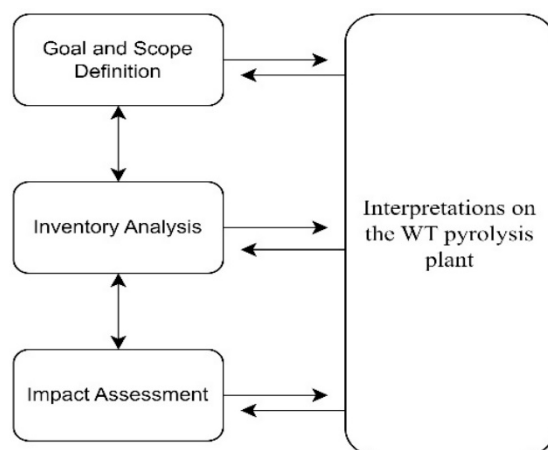 Goal and Scope
Definition
Inventory Analysis
Impact Assessment
Interpretations on
the WT pyrolysis
plant